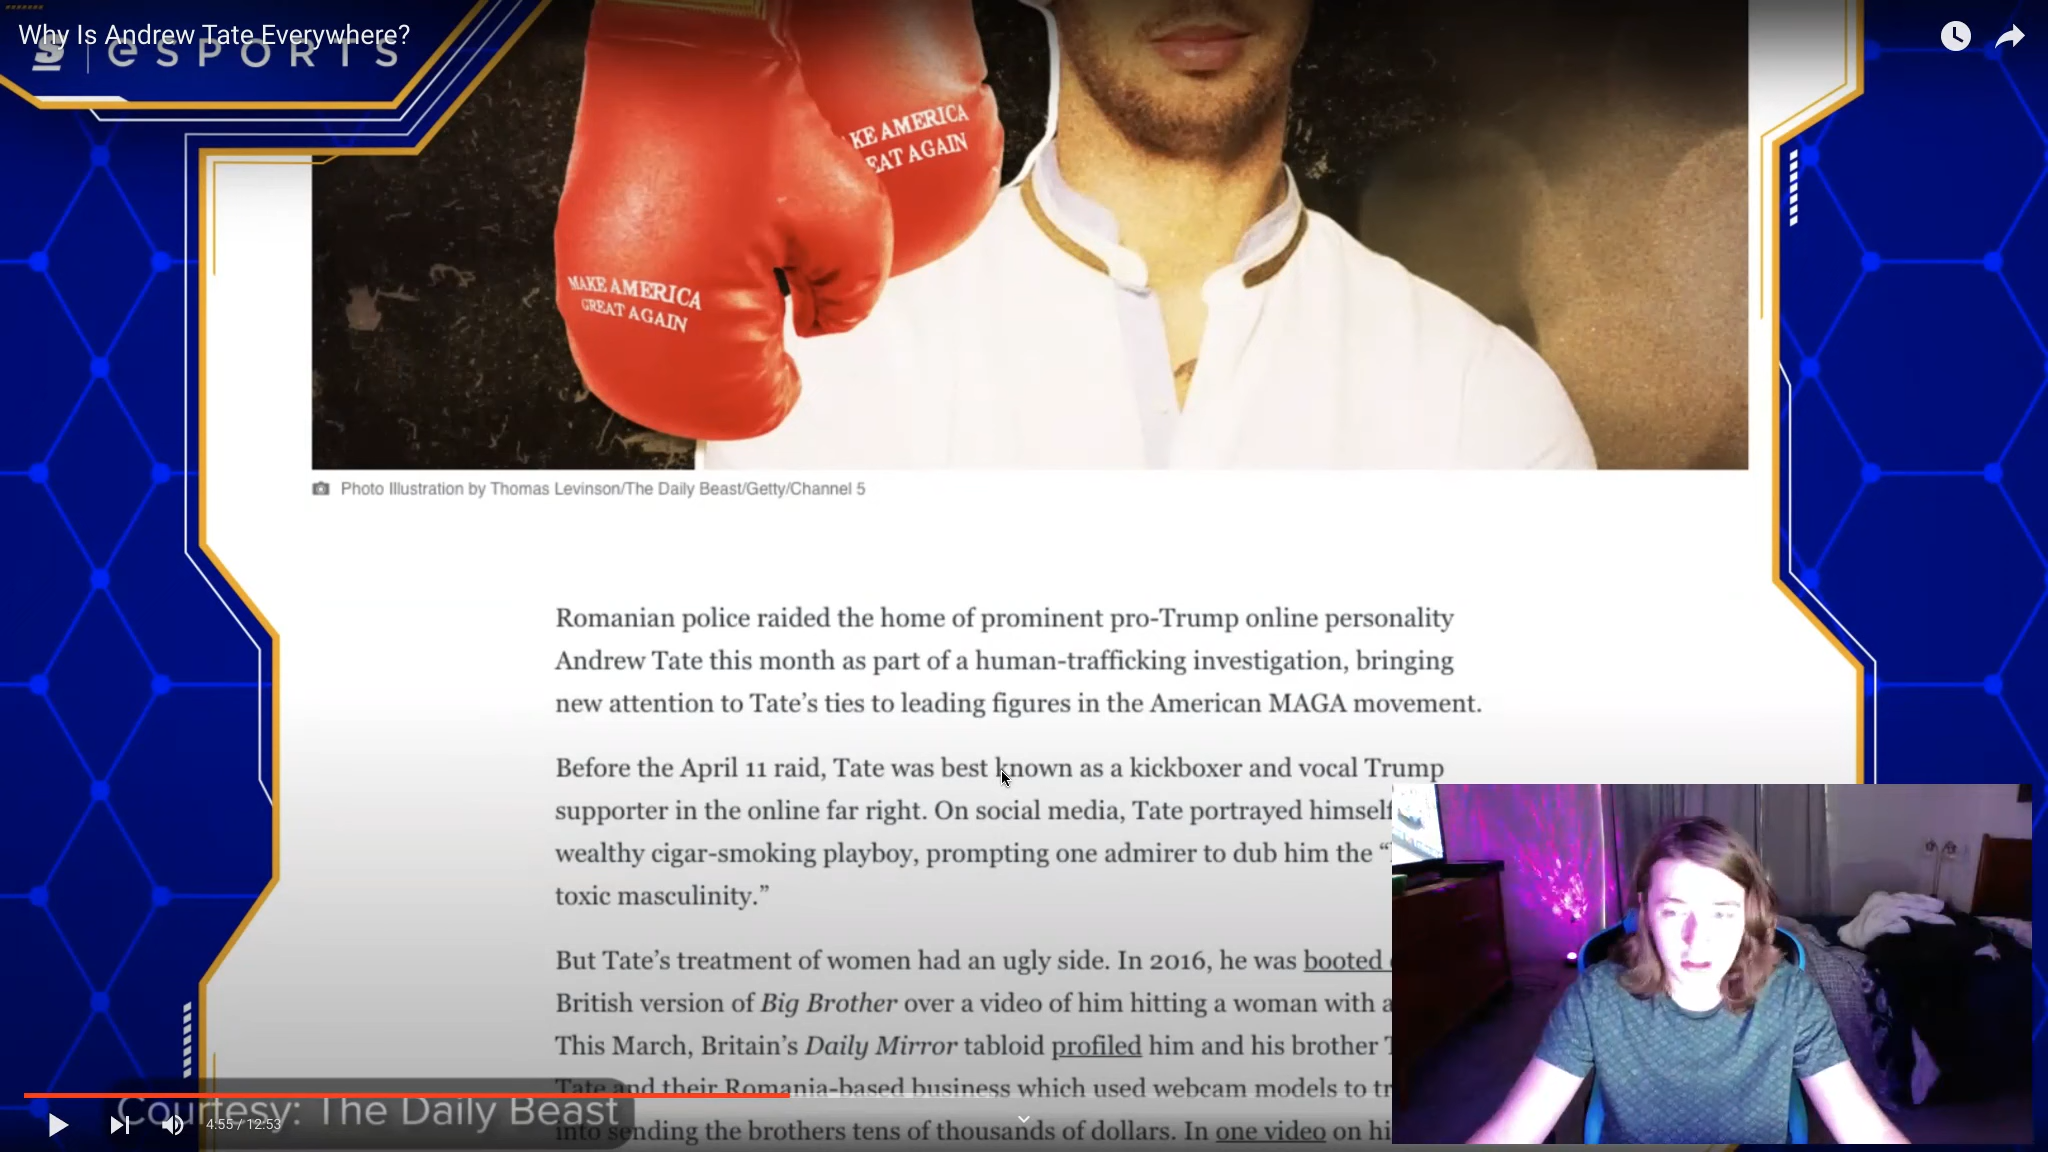 Why Is Andrew Tate Everywhere?
eSPORTS
KE AMERICA
EAT AGAIN
MAKE AMERICA
GREAT AGAIN
Photo Illustration by Thomas Levinson/The Daily Beast/Getty/Channel 5
Romanian police raided the home of prominent pro-Trump online personality
Andrew Tate this month as part of a human-trafficking investigation, bringing
new attention to Tate’s ties to leading figures in the American MAGA movement.
Before the April 11 raid, Tate was best known as a kickboxer and vocal Trump
supporter in the online far right. On social media, Tate portrayed himself
wealthy cigar-smoking playboy, prompting one admirer to dub him the “
toxic masculinity.”
But Tate’s treatment of women had an ugly side. In 2016, he was booted
British version of Big Brother over a video of him hitting a woman with a
This March, Britain’s Daily Mirror tabloid profiled him and his brother T
Tate and their Romania-based business which used webcam models to tr
into sending the brothers tens of thousands of dollars. In one video on hi
Courtesy: The Daily Beast
4:55 / 12:53